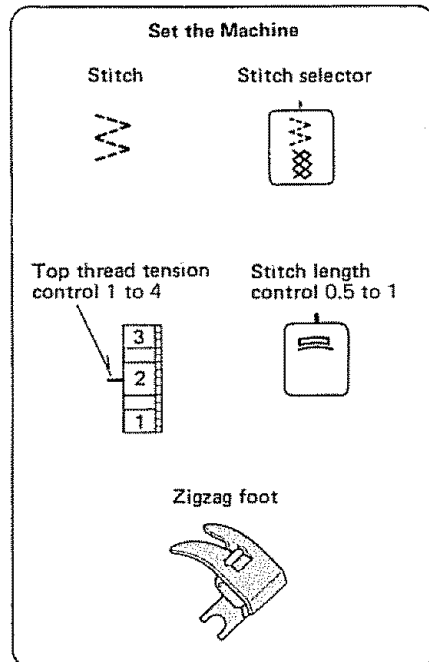 Set the Machine
Stitch
Stitch selector
Top thread tension
control 1 to 4
Stitch length
control 0.5 to 1
3
2
1
Zigzag foot